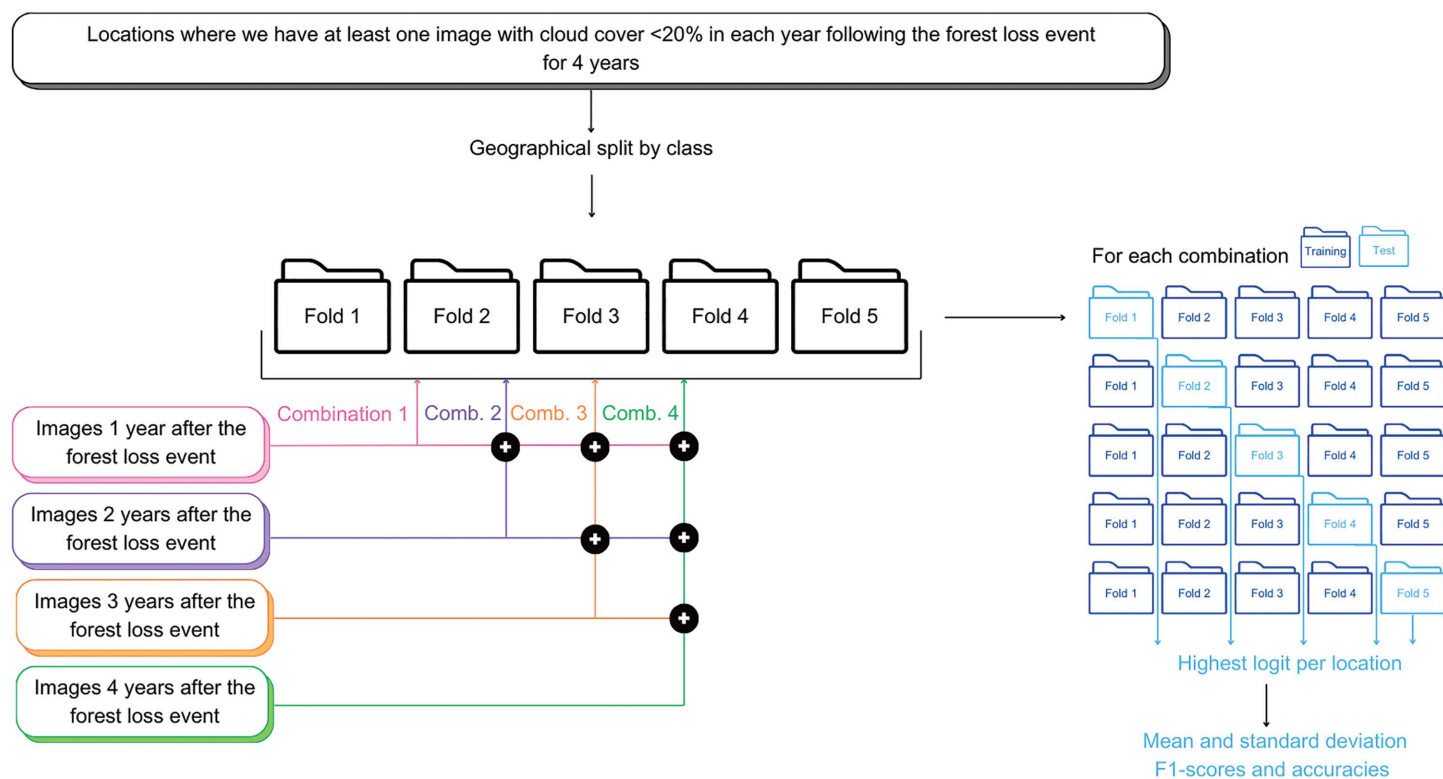 Locations where we have at least one image with cloud cover <20% in each year following the forest loss event
for 4 years
Geographical split by class
Fold 1
Fold 2
Fold 3
Fold 4
Fold 5
Combination 1
Comb. 2
Comb. 3
Comb. 4
Images 1 year after the
forest loss event
Images 2 years after the
forest loss event
Images 3 years after the
forest loss event
Images 4 years after the
forest loss event
For each combination
Training
Test
Fold 1
Fold 2
Fold 3
Fold 4
Fold 5
Fold 1
Fold 2
Fold 3
Fold 4
Fold 5
Fold 1
Fold 2
Fold 3
Fold 4
Fold 5
Fold 1
Fold 2
Fold 3
Fold 4
Fold 5
Fold 1
Fold 2
Fold 3
Fold 4
Fold 5
Highest logit per location
Mean and standard deviation
F1-scores and accuracies